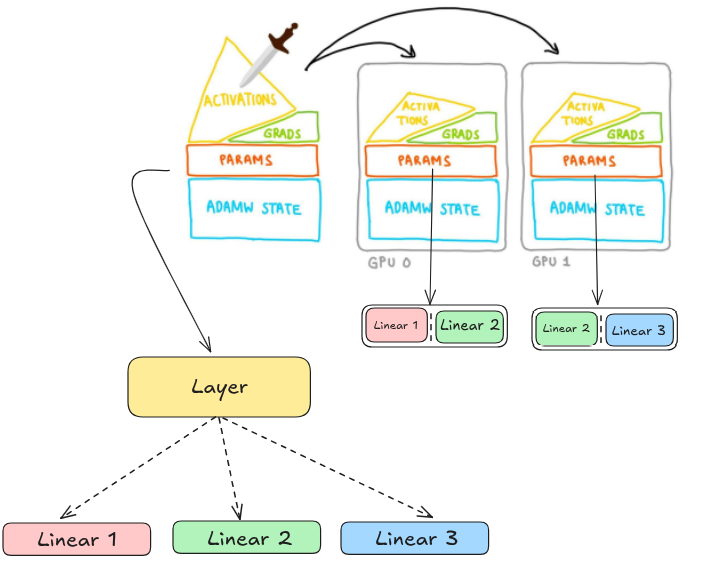 ACTIVATIONS
GRADS
PARAMS
ADAMW STATE
ACTIVA
TIONS
GRADS
PARAMS
ADAMW STATE
GPU 0
ACTIVA
TIONS
GRADS
PARAMS
ADAMW STATE
GPU 1
Linear 1
Linear 2
Linear 2
Linear 3
Layer
Linear 1
Linear 2
Linear 3